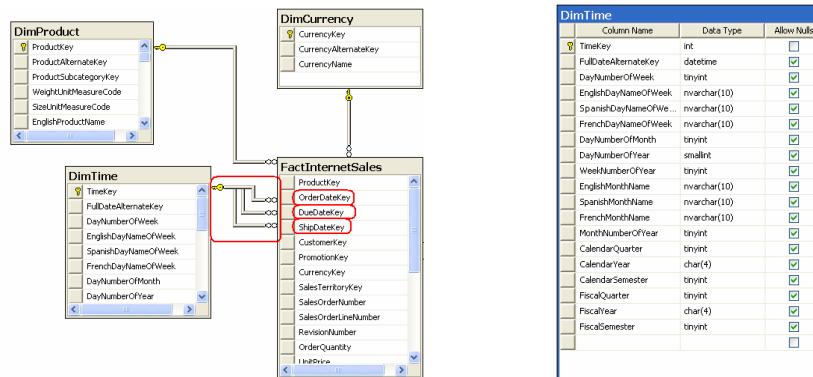 DimProduct
ProductKey
ProductAlternateKey
ProductSubcategoryKey
WeightUnitMeasureCode
SizeUnitMeasureCode
EnglishProductName
DimCurrency
CurrencyKey
CurrencyAlternateKey
CurrencyName
DimTime
TimeKey
FullDateAlternateKey
DayNumberOfWeek
EnglishDayNameOfWeek
SpanishDayNameOfWeek
FrenchDayNameOfWeek
DayNumberOfMonth
DayNumberOfYear
FactInternetSales
ProductKey
OrderDateKey
DueDateKey
ShipDateKey
CustomerKey
PromotionKey
CurrencyKey
SalesTerritoryKey
SalesOrderNumber
SalesOrderLineNumber
RevisionNumber
OrderQuantity
UnitPrice
DimTime
Column Name Data Type Allow Nulls
TimeKey int
FullDateAlternateKey datetime
DayNumberOfWeek tinyint
EnglishDayNameOfWeek nvarchar(10)
SpanishDayNameOfWe... nvarchar(10)
FrenchDayNameOfWeek nvarchar(10)
DayNumberOfMonth tinyint
DayNumberOfYear smallint
WeekNumberOfYear tinyint
EnglishMonthName nvarchar(10)
SpanishMonthName nvarchar(10)
FrenchMonthName nvarchar(10)
MonthNumberOfYear tinyint
CalendarQuarter tinyint
CalendarYear char(4)
CalendarSemester tinyint
FiscalQuarter tinyint
FiscalYear char(4)
FiscalSemester tinyint